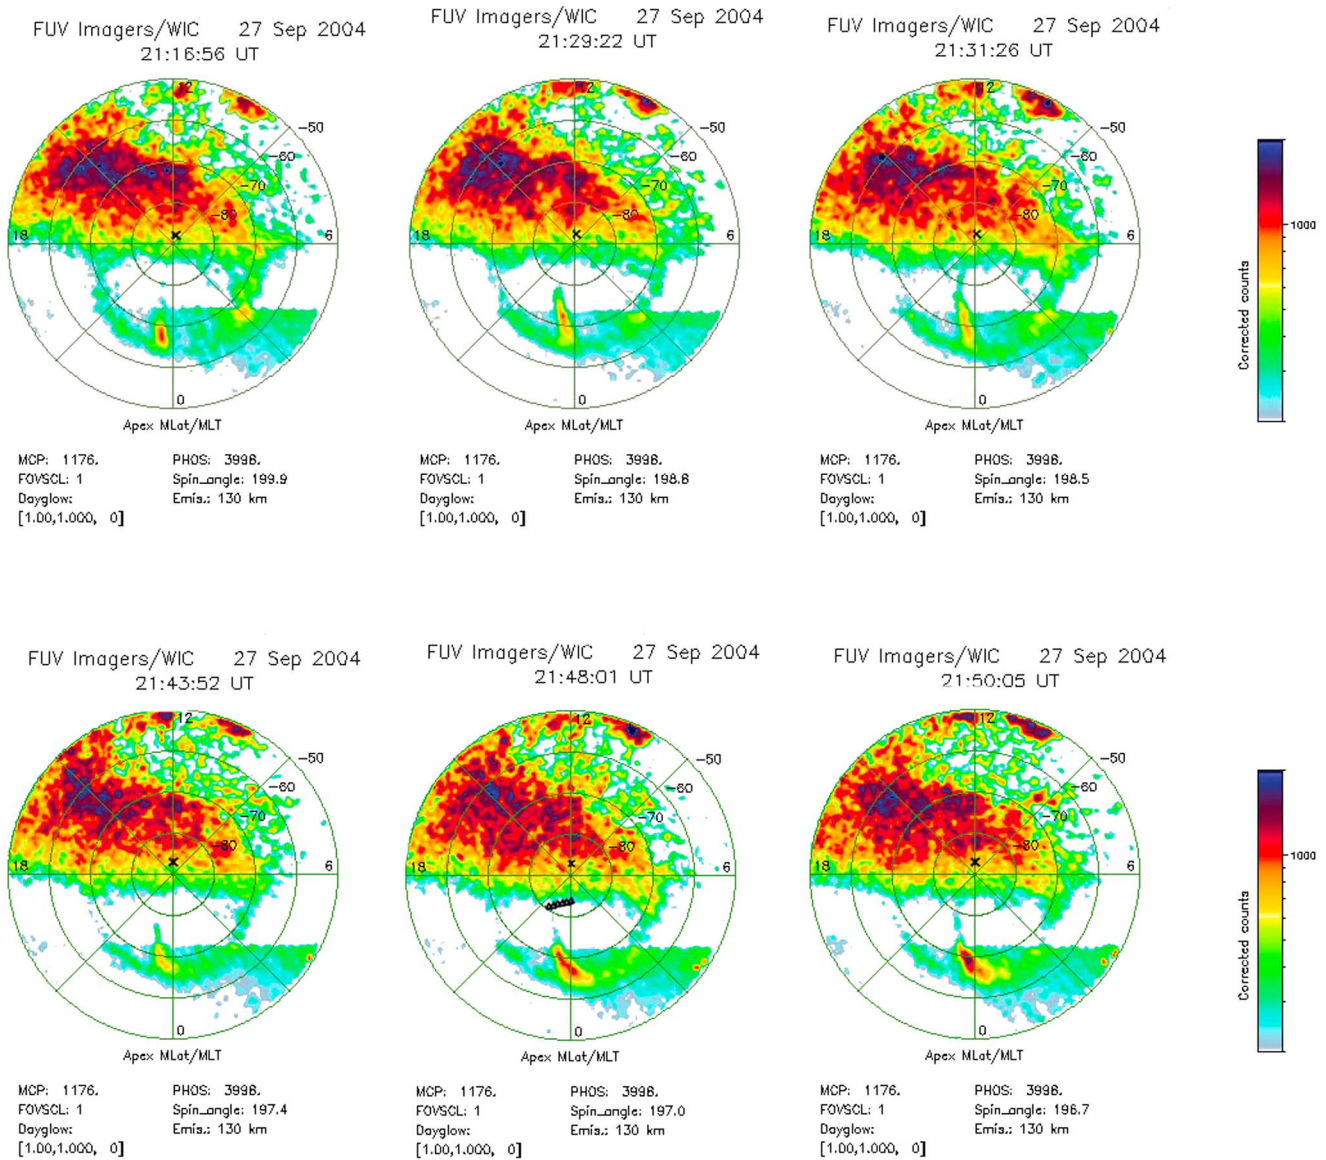 FUV Imagers/WIC 27 Sep 2004
21:16:56 UT
12
-50
-60
-70
-80
18
6
0
Apex MLat/MLT
MCP: 1176. PHOS: 3998.
FOVSCL: 1 Spin_angle: 199.9
Dayglow: Emis.: 130 km
[1.00,1.000, 0]
FUV Imagers/WIC 27 Sep 2004
21:29:22 UT
12
-50
-60
-70
-80
18
6
0
Apex MLat/MLT
MCP: 1176. PHOS: 3998.
FOVSCL: 1 Spin_angle: 198.6
Dayglow: Emis.: 130 km
[1.00,1.000, 0]
FUV Imagers/WIC 27 Sep 2004
21:31:26 UT
12
-50
-60
-70
-80
18
6
0
Apex MLat/MLT
MCP: 1176. PHOS: 3998.
FOVSCL: 1 Spin_angle: 198.5
Dayglow: Emis.: 130 km
[1.00,1.000, 0]
1000
Corrected counts
FUV Imagers/WIC 27 Sep 2004
21:43:52 UT
12
-50
-60
-70
-80
18
6
0
Apex MLat/MLT
MCP: 1176. PHOS: 3998.
FOVSCL: 1 Spin_angle: 197.4
Dayglow: Emis.: 130 km
[1.00,1.000, 0]
FUV Imagers/WIC 27 Sep 2004
21:48:01 UT
12
-50
-60
-70
-80
18
6
0
Apex MLat/MLT
MCP: 1176. PHOS: 3998.
FOVSCL: 1 Spin_angle: 197.0
Dayglow: Emis.: 130 km
[1.00,1.000, 0]
FUV Imagers/WIC 27 Sep 2004
21:50:05 UT
12
-50
-60
-70
-80
18
6
0
Apex MLat/MLT
MCP: 1176. PHOS: 3998.
FOVSCL: 1 Spin_angle: 196.7
Dayglow: Emis.: 130 km
[1.00,1.000, 0]
1000
Corrected counts